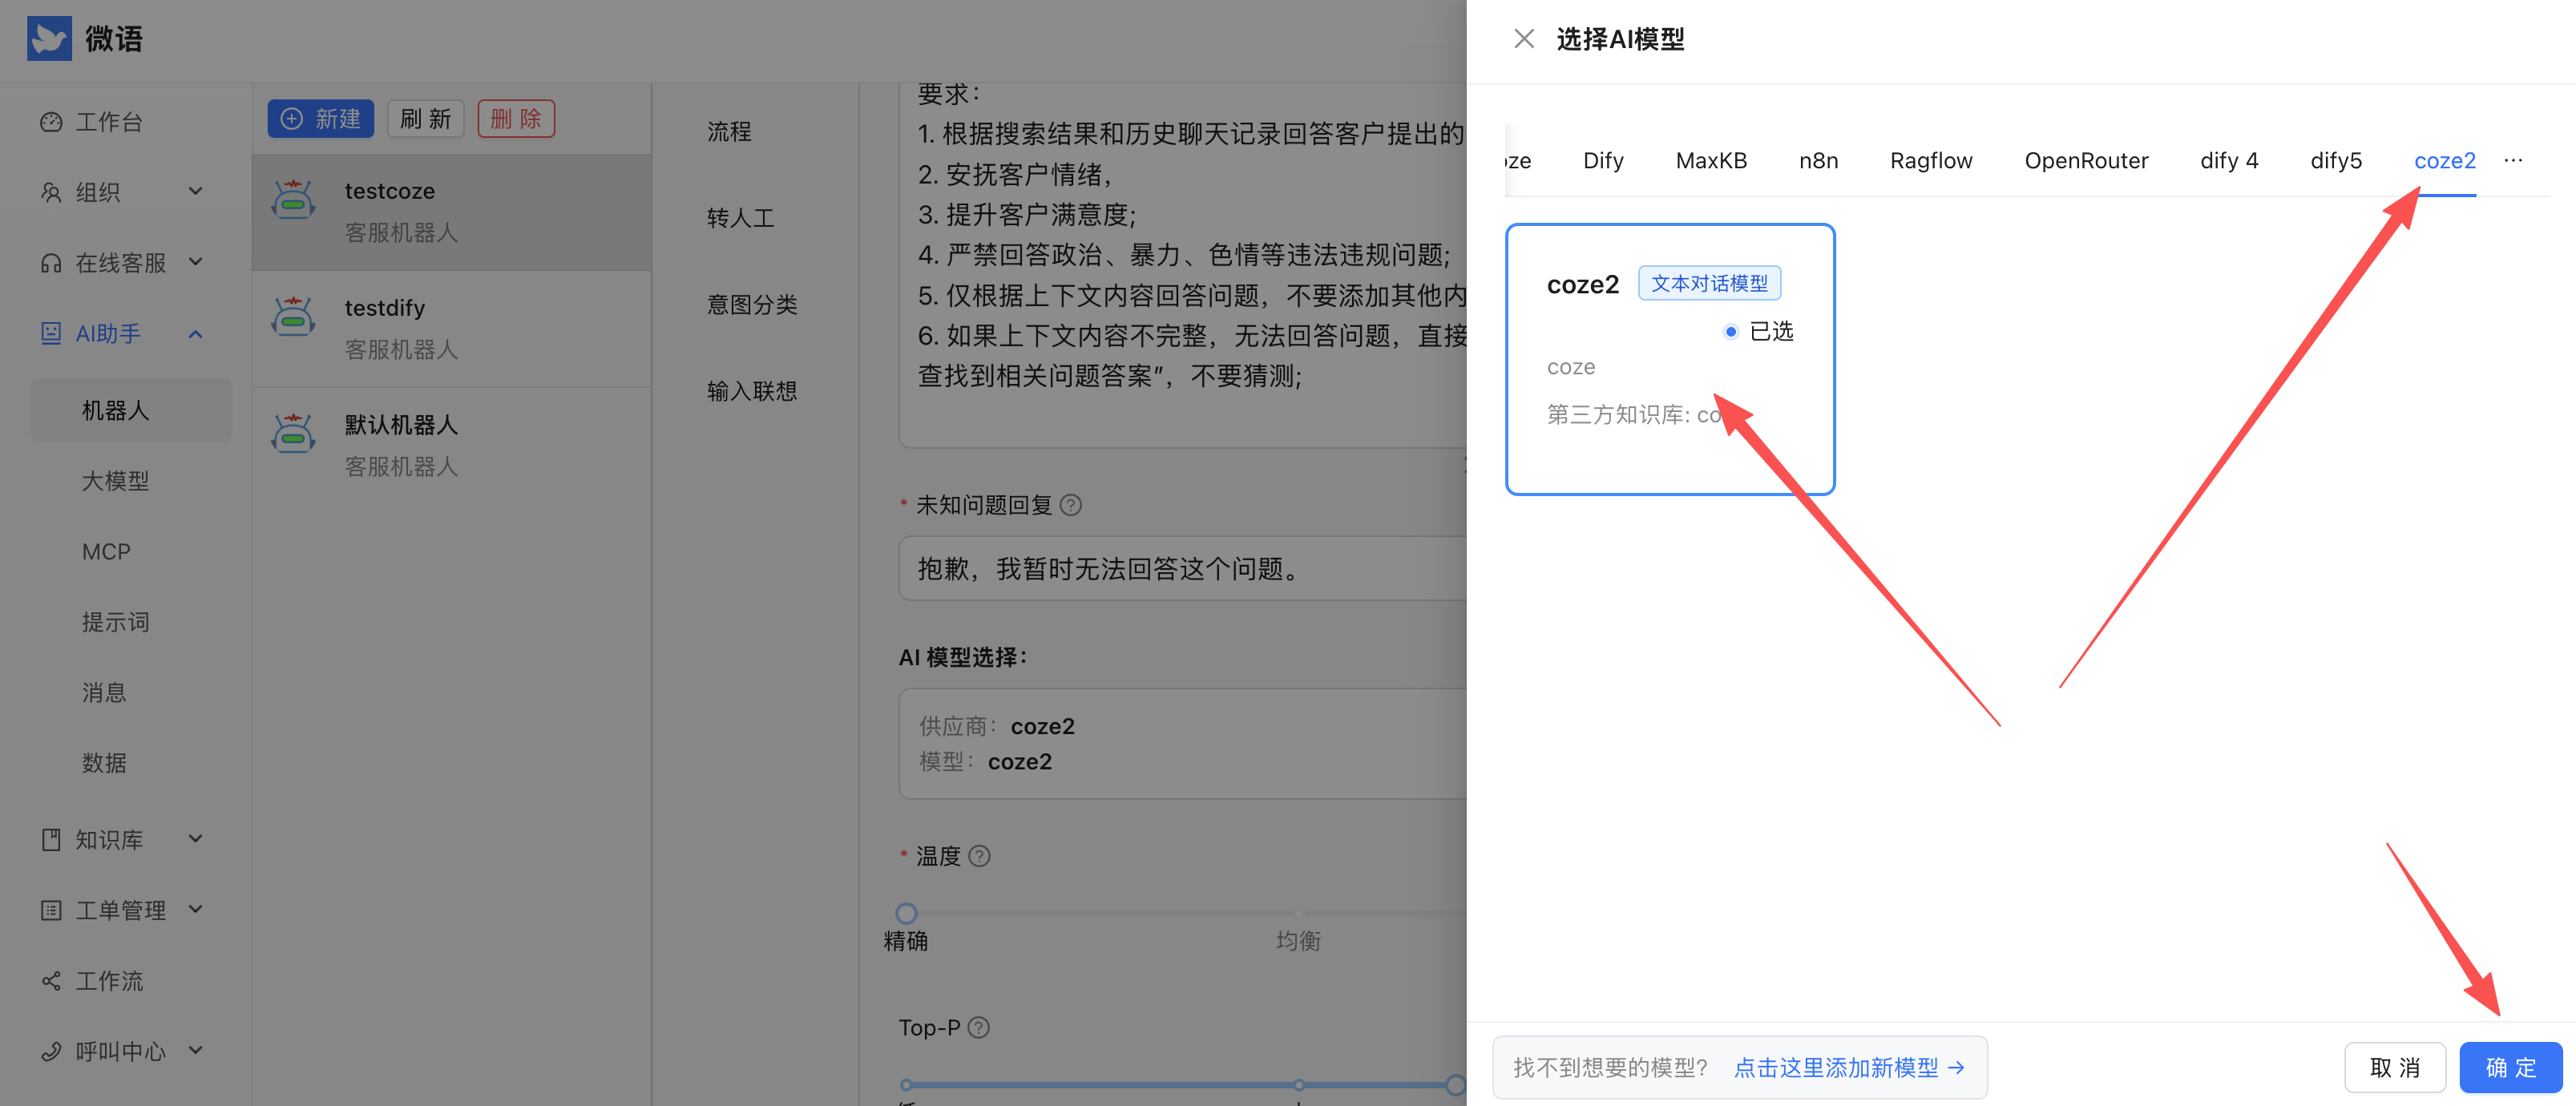 微语
工作台
组织
在线客服
AI助手
机器人
大模型
MCP
提示词
消息
数据
知识库
工单管理
工作流
呼叫中心
新建
刷 新
删 除
testcoze
客服机器人
testdify
客服机器人
默认机器人
客服机器人
流程
转人工
意图分类
输入联想
要求：
1. 根据搜索结果和历史聊天记录回答客户提出的
2. 安抚客户情绪，
3. 提升客户满意度；
4. 严禁回答政治、暴力、色情等违法违规问题；
5. 仅根据上下文内容回答问题，不要添加其他内
6. 如果上下文内容不完整，无法回答问题，直接
查找到相关问题答案”，不要猜测；
* 未知问题回复
抱歉，我暂时无法回答这个问题。
AI 模型选择：
供应商： coze2
模型： coze2
* 温度
精确
均衡
Top-P
选择AI模型
oze
Dify
MaxKB
n8n
Ragflow
OpenRouter
dify 4
dify5
coze2
···
coze2
文本对话模型
已选
coze
第三方知识库: co
找不到想要的模型? 点击这里添加新模型 →
取 消
确 定